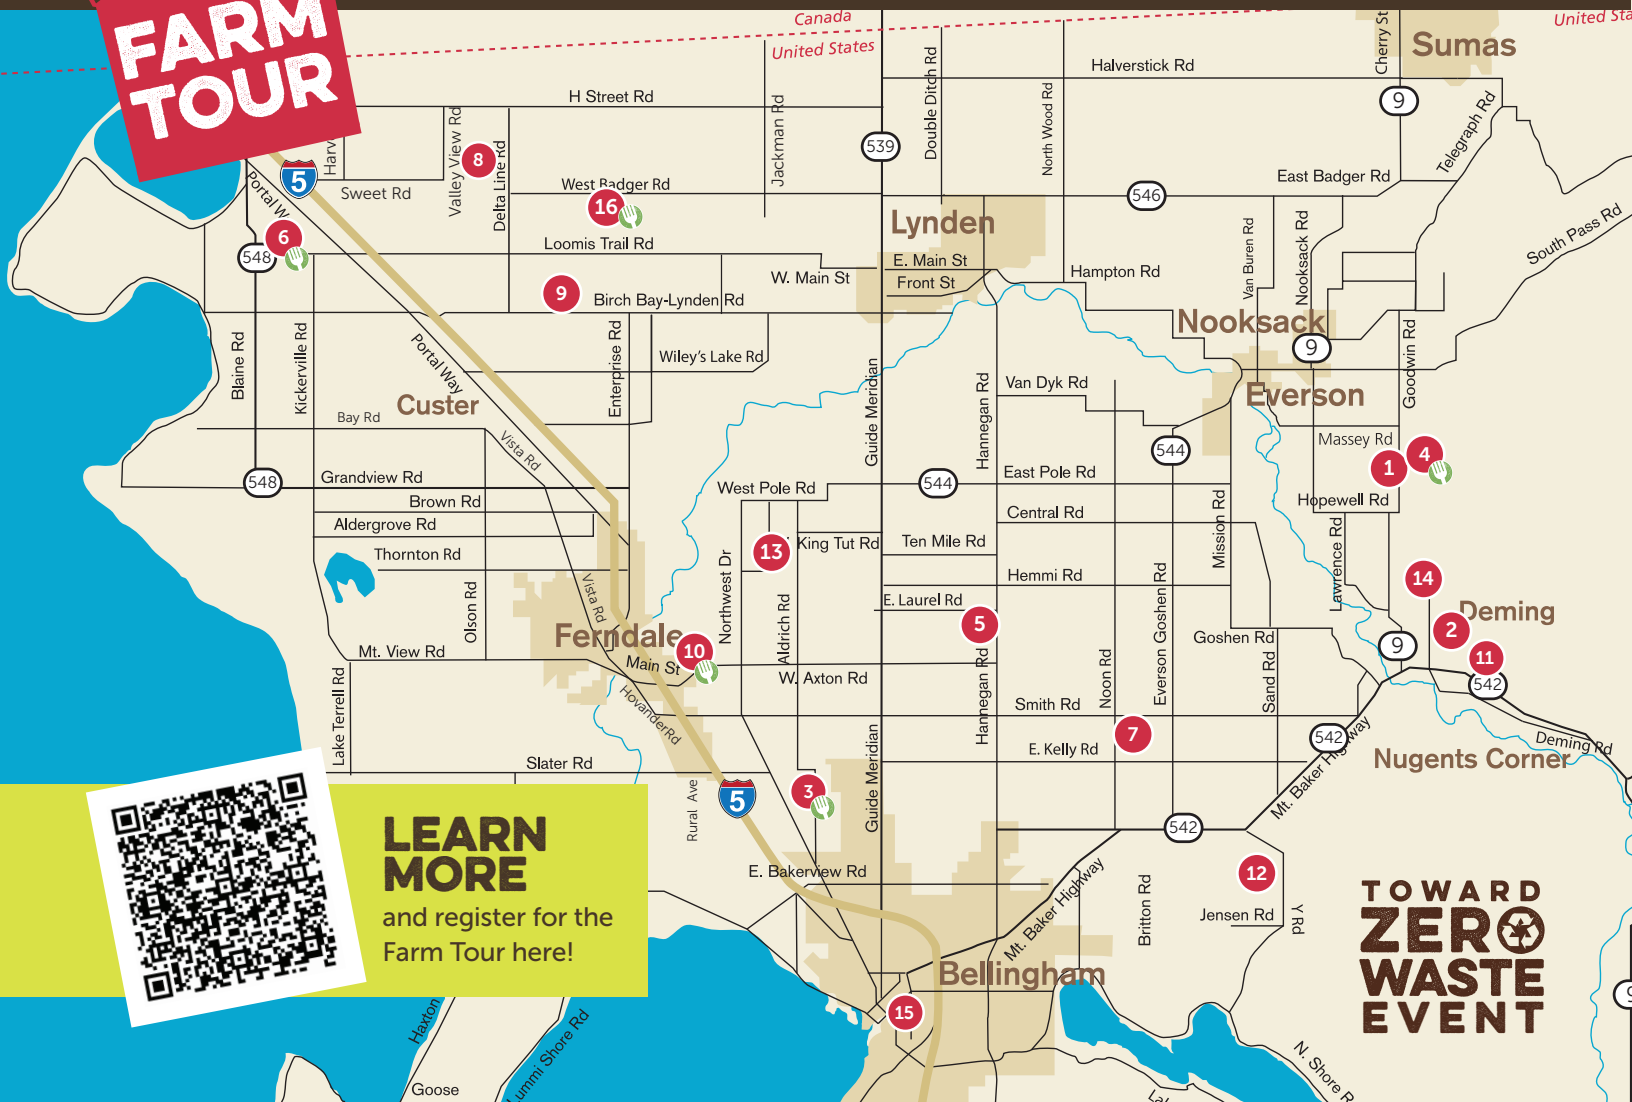 FARM
TOUR
Canada
United States
United Sta
Sumas
Cherry St
Halverstick Rd
9
H Street Rd
Jackman Rd
Double Ditch Rd
North Wood Rd
Telegraph Rd
539
Harv
Valley View Rd
8
Delta Line Rd
5
Sweet Rd
West Badger Rd
16
East Badger Rd
546
Portal W
Lynden
South Pass Rd
6
548
Loomis Trail Rd
W. Main St
E. Main St
Front St
Hampton Rd
Van Buren Rd
Nooksack Rd
9
Birch Bay-Lynden Rd
Nooksack
9
Blaine Rd
Kickerville Rd
Portal Way
Enterprise Rd
Wiley's Lake Rd
Guide Meridian
Hannegan Rd
Van Dyk Rd
Everson
Goodwin Rd
Custer
Bay Rd
Vista Rd
544
Massey Rd
1
4
548
Grandview Rd
West Pole Rd
544
East Pole Rd
Hopewell Rd
Brown Rd
Aldergrove Rd
Central Rd
Mission Rd
Lawrence Rd
Thornton Rd
13
King Tut Rd
Ten Mile Rd
Hemmi Rd
14
Olson Rd
Vista Rd
Northwest Dr
Aldrich Rd
E. Laurel Rd
5
Everson Goshen Rd
Deming
2
Ferndale
10
Goshen Rd
9
11
542
Mt. View Rd
Main St
W. Axton Rd
Hannegan Rd
Noon Rd
Sand Rd
Lake Terrell Rd
Hovander Rd
Smith Rd
7
542
Deming Rd
E. Kelly Rd
Nugents Corner
Slater Rd
5
Rural Ave
3
Guide Meridian
Mt. Baker Highway
542
LEARN
MORE
and register for the
Farm Tour here!
E. Bakerview Rd
Mt. Baker Highway
Britton Rd
12
Jensen Rd
Y Rd
TOWARD
ZERO
WASTE
EVENT
Bellingham
15
9
Haxton
Lummi Shore Rd
Goose
N. Shore R
Lak